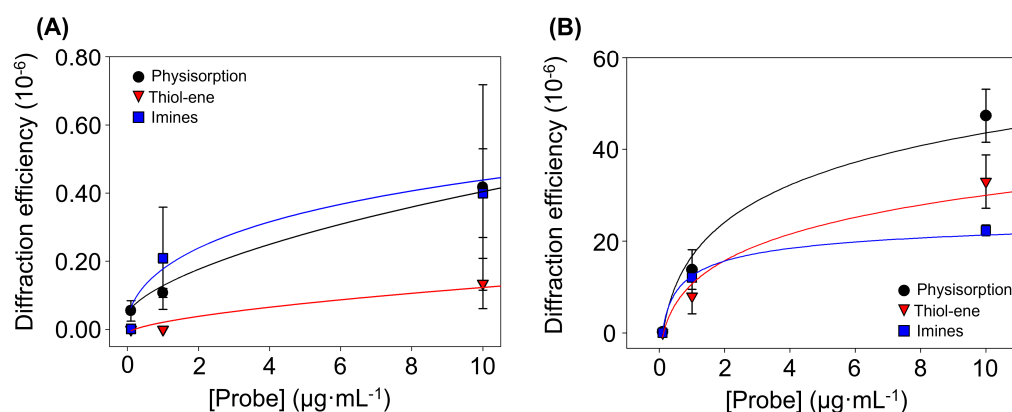 (A)
Diffraction efficiency (10⁻⁶)
0.80
0.60
0.40
0.20
0.00
Physisorption
Thiol-ene
Imines
0 2 4 6 8 10
[Probe] (µg·mL⁻¹)
(B)
Diffraction efficiency (10⁻⁶)
60
40
20
0
Physisorption
Thiol-ene
Imines
0 2 4 6 8 10
[Probe] (µg·mL⁻¹)